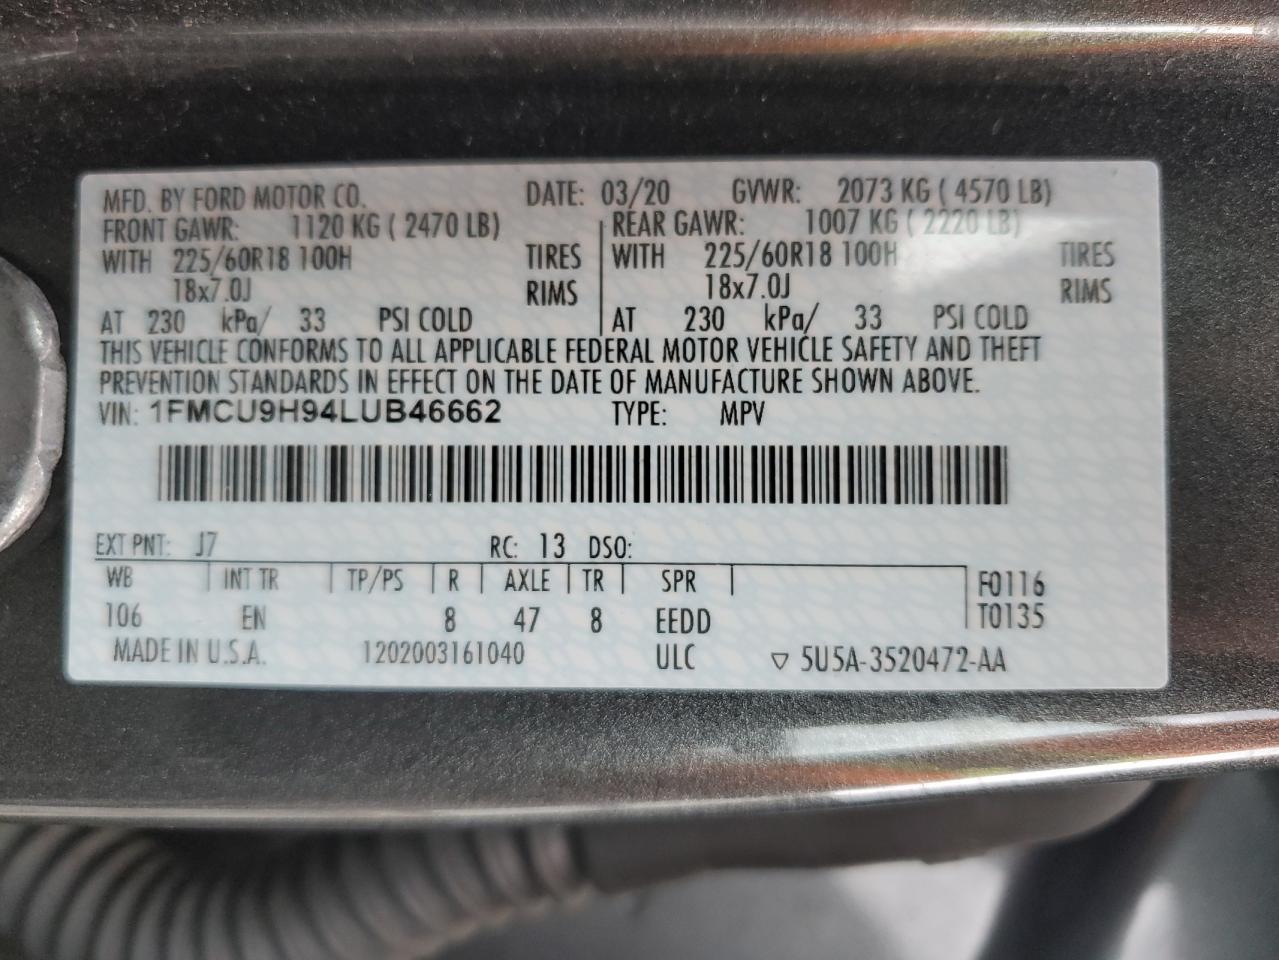 MFD. BY FORD MOTOR CO. DATE: 03/20 GVWR: 2073 KG ( 4570 LB)
FRONT GAWR: 1120 KG ( 2470 LB) REAR GAWR: 1007 KG ( 2220 LB)
WITH 225/60R18 100H TIRES WITH 225/60R18 100H TIRES
18x7.0J RIMS 18x7.0J RIMS
AT 230 kPa/ 33 PSI COLD AT 230 kPa/ 33 PSI COLD
THIS VEHICLE CONFORMS TO ALL APPLICABLE FEDERAL MOTOR VEHICLE SAFETY AND THEFT
PREVENTION STANDARDS IN EFFECT ON THE DATE OF MANUFACTURE SHOWN ABOVE.
VIN: 1FMCU9H94LUB46662 TYPE: MPV
EXT PNT: J7 RC: 13 DSO:
WB INT TR TP/PS R AXLE TR SPR F0116
106 EN 8 47 8 EEDD T0135
MADE IN U.S.A. 1202003161040 ULC ▽ 5U5A-3520472-AA